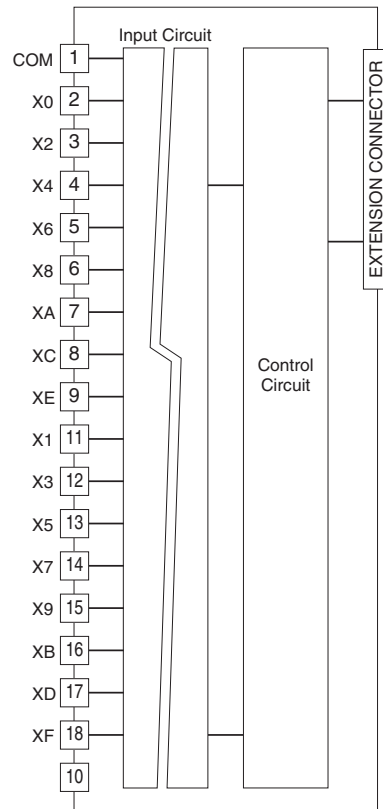 Input Circuit
COM 1
X0 2
X2 3
X4 4
X6 5
X8 6
XA 7
XC 8
XE 9
X1 11
X3 12
X5 13
X7 14
X9 15
XB 16
XD 17
XF 18
10
Control
Circuit
EXTENSION CONNECTOR